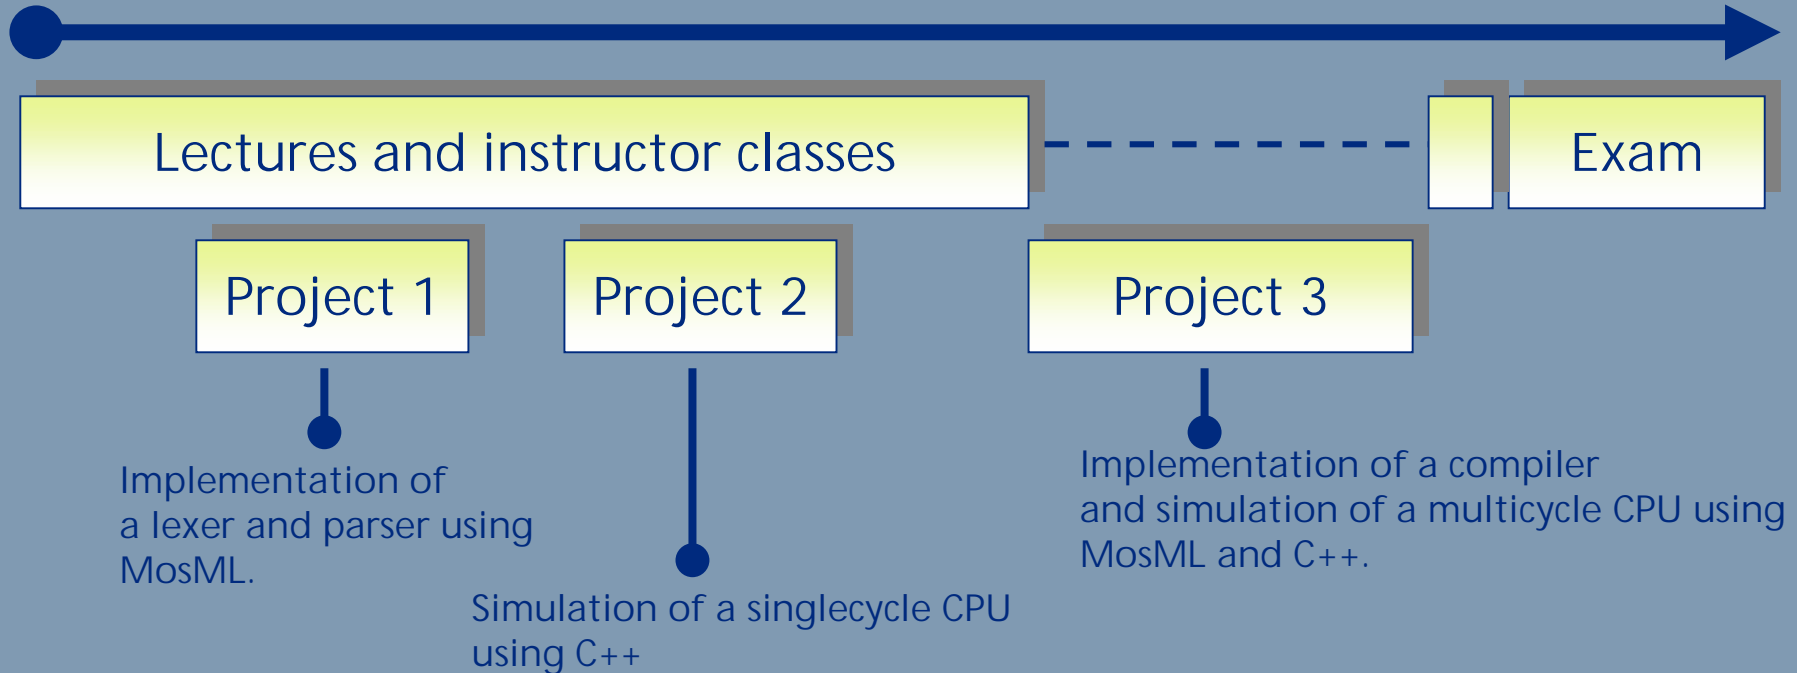 Lectures and instructor classes
Exam
Project 1
Project 2
Project 3
Implementation of
a lexer and parser using
MosML.
Simulation of a singlecycle CPU
using C++
Implementation of a compiler
and simulation of a multicycle CPU using
MosML and C++.